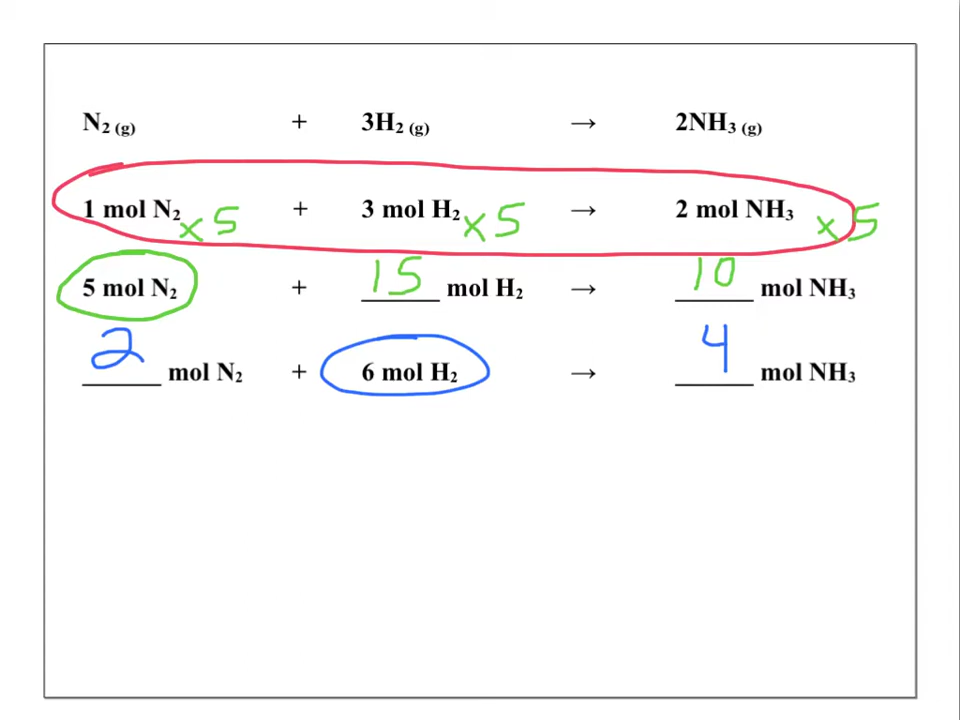 N₂ (g) + 3H₂ (g) → 2NH₃ (g)
1 mol N₂ x 5 + 3 mol H₂ x 5 → 2 mol NH₃ x 5
5 mol N₂ + 15 mol H₂ → 10 mol NH₃
2 mol N₂ + 6 mol H₂ → 4 mol NH₃